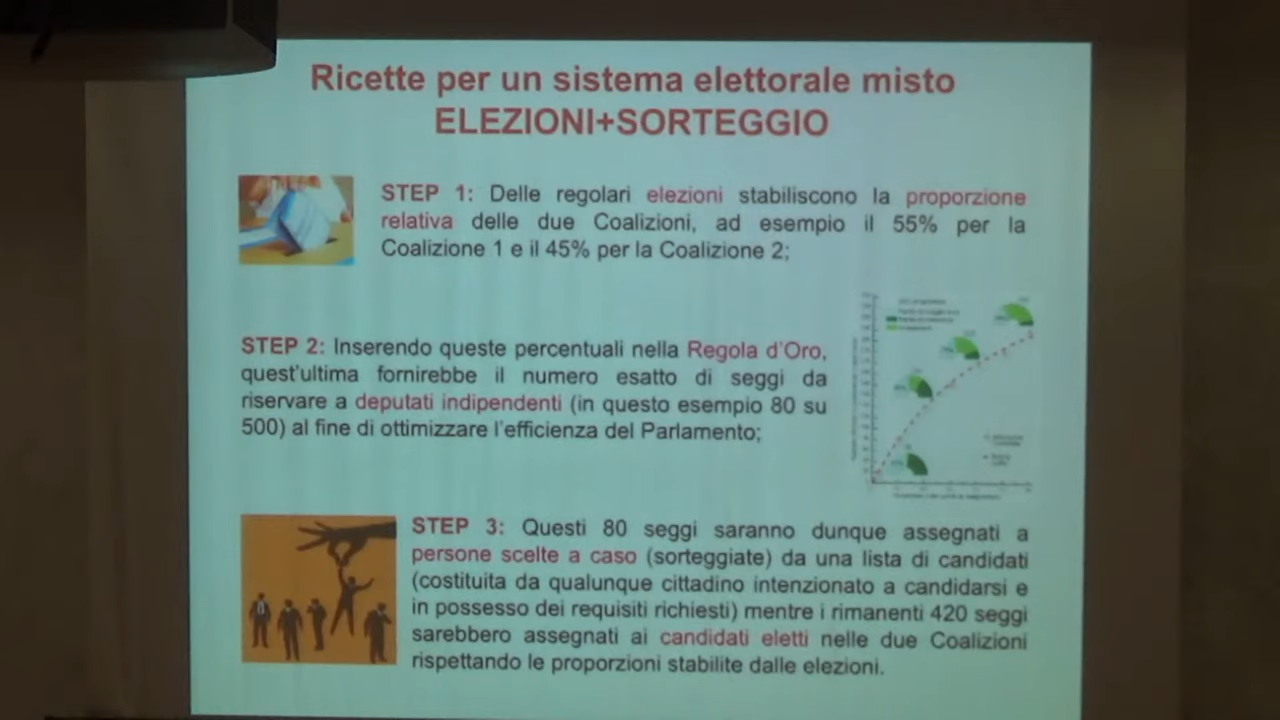 Ricette per un sistema elettorale misto
ELEZIONI+SORTEGGIO
STEP 1: Delle regolari elezioni stabiliscono la proporzione
relativa delle due Coalizioni, ad esempio il 55% per la
Coalizione 1 e il 45% per la Coalizione 2;
STEP 2: Inserendo queste percentuali nella Regola d'Oro,
quest'ultima fornirebbe il numero esatto di seggi da
riservare a deputati indipendenti (in questo esempio 80 su
500) al fine di ottimizzare l'efficienza del Parlamento;
STEP 3: Questi 80 seggi saranno dunque assegnati a
persone scelte a caso (sorteggiate) da una lista di candidati
(costituita da qualunque cittadino intenzionato a candidarsi e
in possesso dei requisiti richiesti) mentre i rimanenti 420 seggi
sarebbero assegnati ai candidati eletti nelle due Coalizioni
rispettando le proporzioni stabilite dalle elezioni.